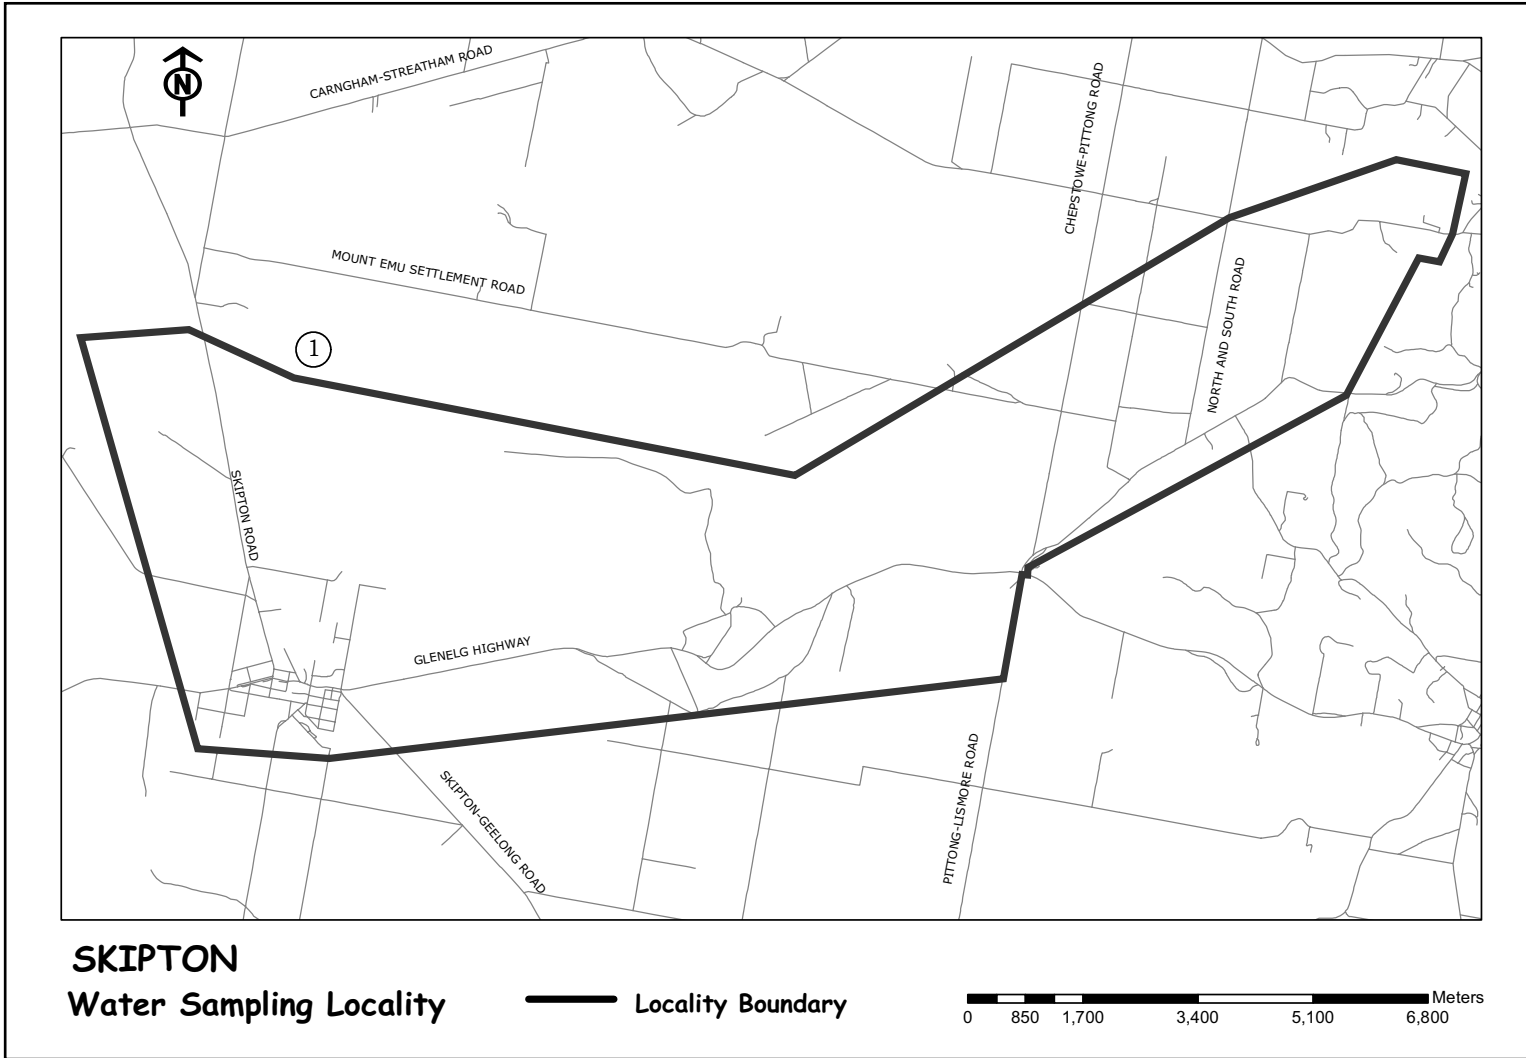 N
CARNGHAM-STREATHAM ROAD
CHEPSTOWE-PITTONG ROAD
MOUNT EMU SETTLEMENT ROAD
NORTH AND SOUTH ROAD
1
SKIPTON ROAD
GLENELG HIGHWAY
SKIPTON-GEELONG ROAD
PITTONG-LISMORE ROAD
SKIPTON
Water Sampling Locality
Locality Boundary
Meters
0 850 1,700 3,400 5,100 6,800